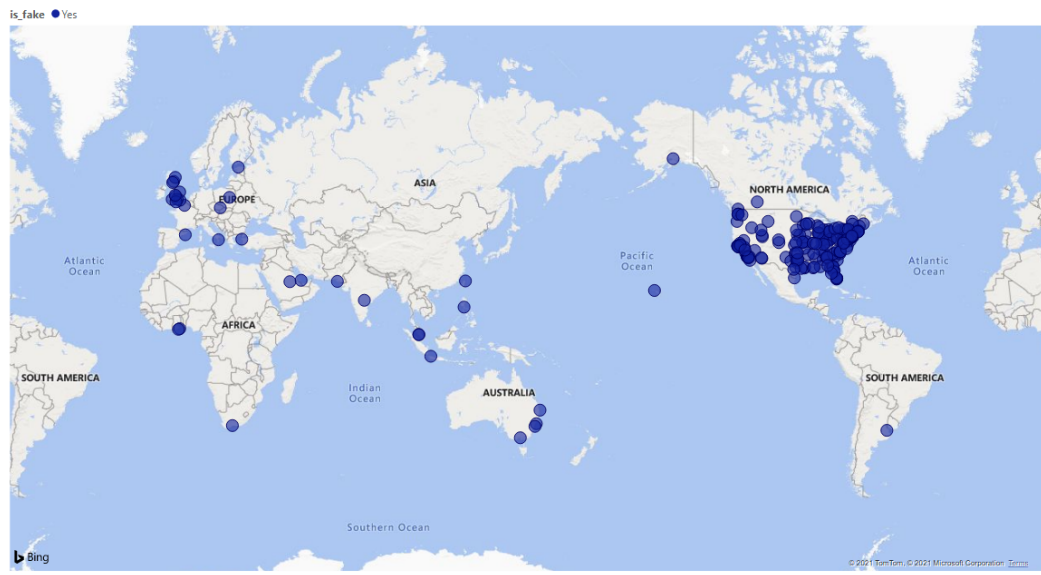 is_fake Yes
ASIA
NORTH AMERICA
EUROPE
Atlantic
Ocean
Pacific
Ocean
Atlantic
Ocean
AFRICA
SOUTH AMERICA
Indian
Ocean
AUSTRALIA
SOUTH AMERICA
Southern Ocean
Bing
© 2021 TomTom, © 2021 Microsoft Corporation Terms